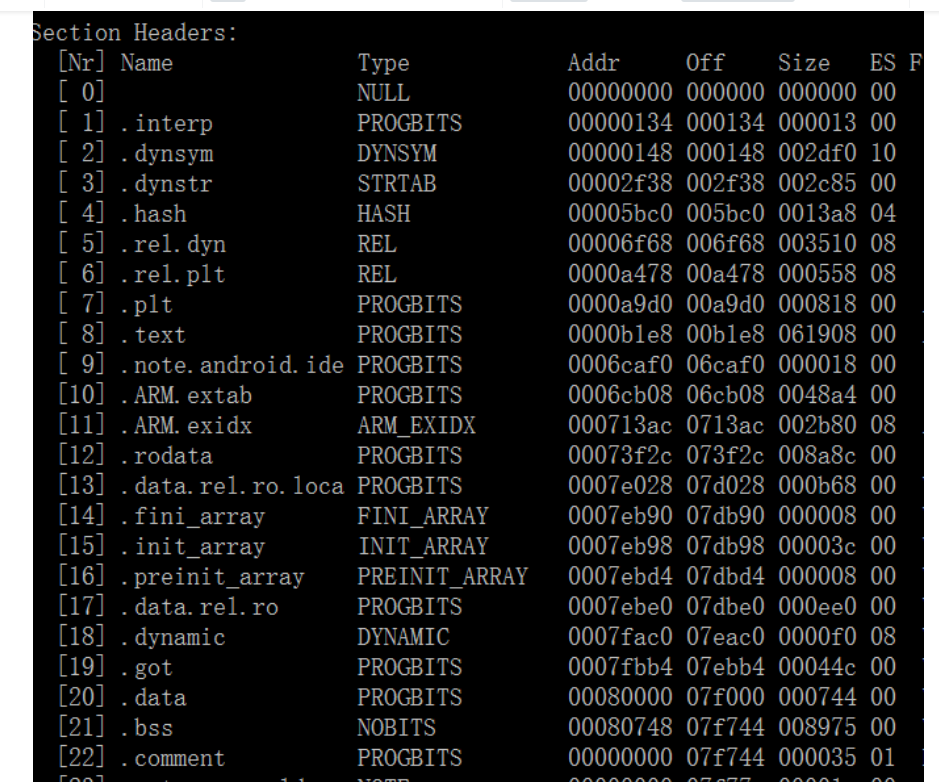 Section Headers:
[Nr] Name Type Addr Off Size ES F
[ 0] NULL 00000000 000000 000000 00
[ 1] .interp PROGBITS 00000134 000134 000013 00
[ 2] .dynsym DYNSYM 00000148 000148 002df0 10
[ 3] .dynstr STRTAB 00002f38 002f38 002c85 00
[ 4] .hash HASH 00005bc0 005bc0 0013a8 04
[ 5] .rel.dyn REL 00006f68 006f68 003510 08
[ 6] .rel.plt REL 0000a478 00a478 000558 08
[ 7] .plt PROGBITS 0000a9d0 00a9d0 000818 00
[ 8] .text PROGBITS 0000b1e8 00b1e8 061908 00
[ 9] .note.android.ide PROGBITS 0006caf0 06caf0 000018 00
[10] .ARM.extab PROGBITS 0006cb08 06cb08 0048a4 00
[11] .ARM.exidx ARM_EXIDX 000713ac 0713ac 002b80 08
[12] .rodata PROGBITS 00073f2c 073f2c 008a8c 00
[13] .data.rel.ro.loca PROGBITS 0007e028 07d028 000b68 00
[14] .fini_array FINI_ARRAY 0007eb90 07db90 000008 00
[15] .init_array INIT_ARRAY 0007eb98 07db98 00003c 00
[16] .preinit_array PREINIT_ARRAY 0007ebd4 07dbd4 000008 00
[17] .data.rel.ro PROGBITS 0007ebe0 07dbe0 000ee0 00
[18] .dynamic DYNAMIC 0007fac0 07eac0 0000f0 08
[19] .got PROGBITS 0007fbb4 07ebb4 00044c 00
[20] .data PROGBITS 00080000 07f000 000744 00
[21] .bss NOBITS 00080748 07f744 008975 00
[22] .comment PROGBITS 00000000 07f744 000035 01